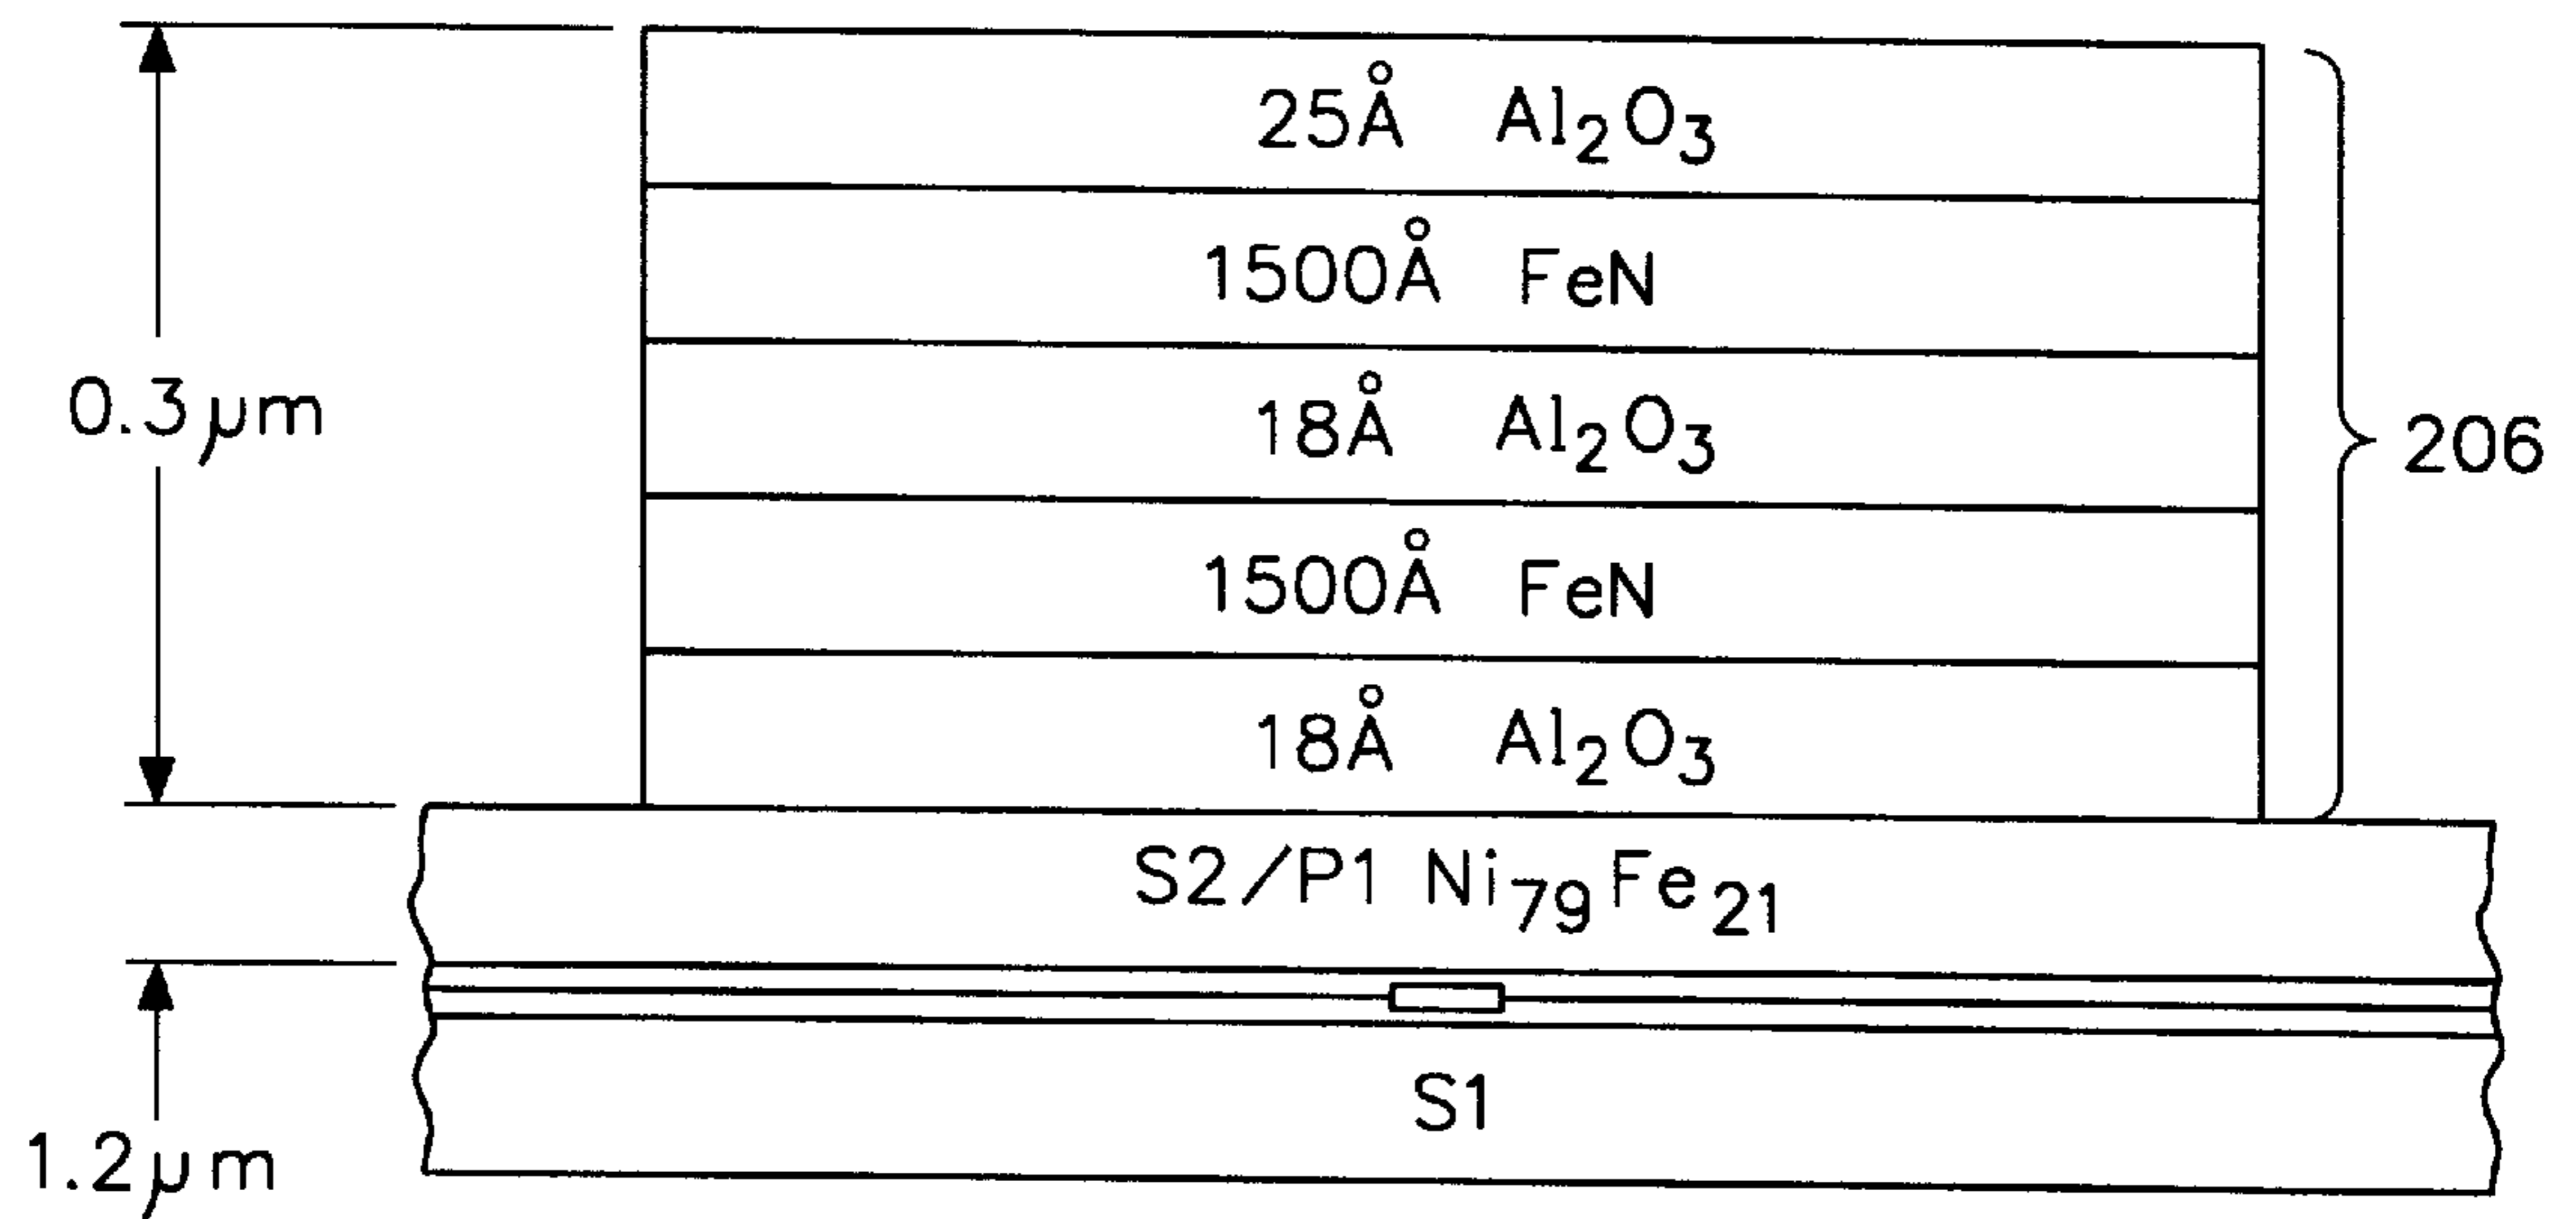 25Å Al₂O₃
1500Å FeN
0.3μm
18Å Al₂O₃
206
1500Å FeN
18Å Al₂O₃
S2/P1 Ni₇₉Fe₂₁
S1
1.2μm